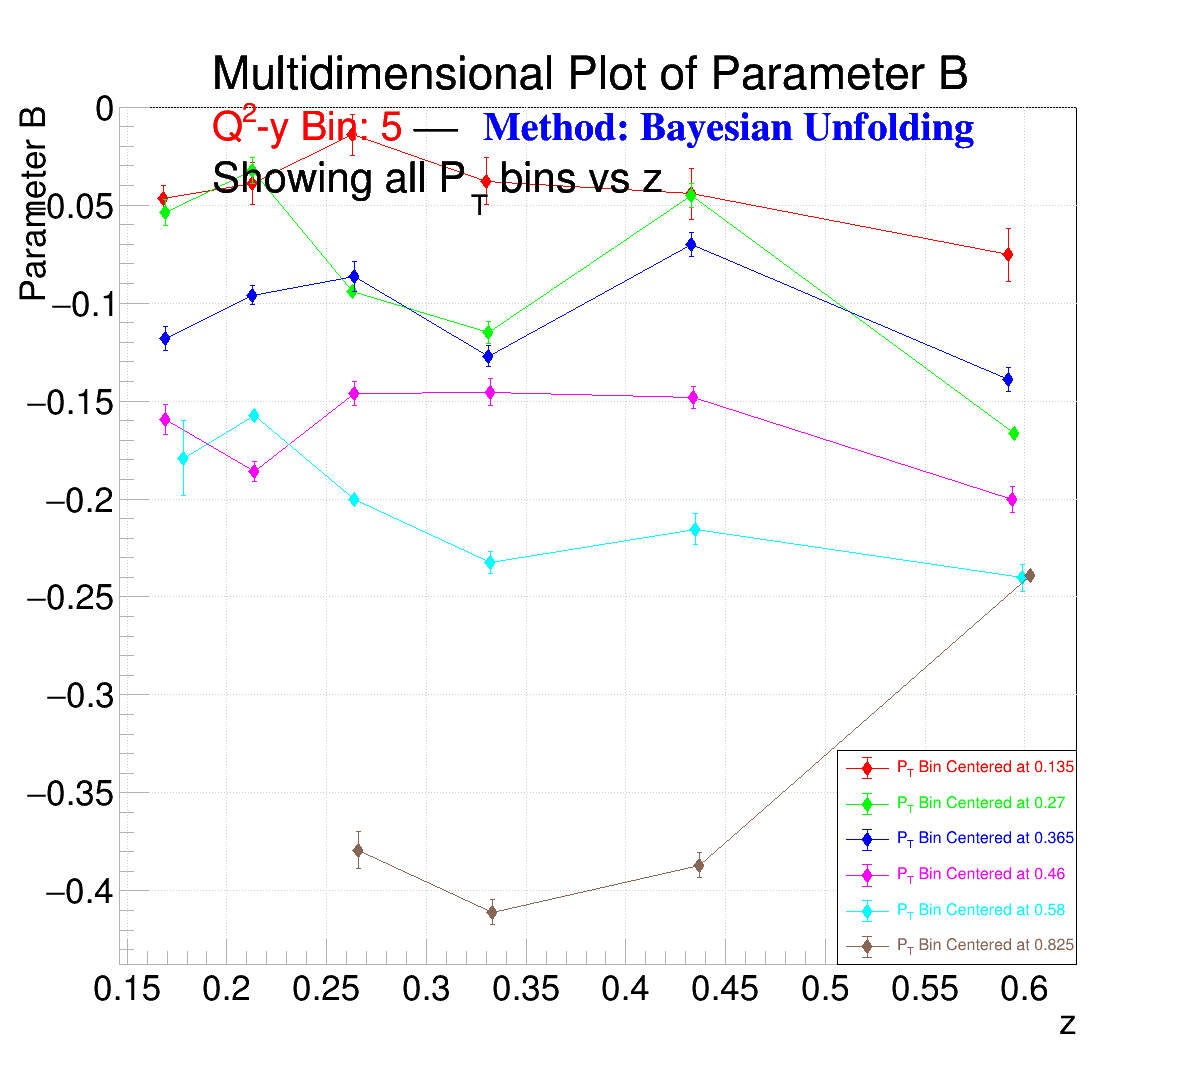 Multidimensional Plot of Parameter B
Q²-y Bin: 5 — Method: Bayesian Unfolding
Showing all P_T bins vs z
Parameter B
0
−0.05
−0.1
−0.15
−0.2
−0.25
−0.3
−0.35
−0.4
P_T Bin Centered at 0.135
P_T Bin Centered at 0.27
P_T Bin Centered at 0.365
P_T Bin Centered at 0.46
P_T Bin Centered at 0.58
P_T Bin Centered at 0.825
0.15 0.2 0.25 0.3 0.35 0.4 0.45 0.5 0.55 0.6
z